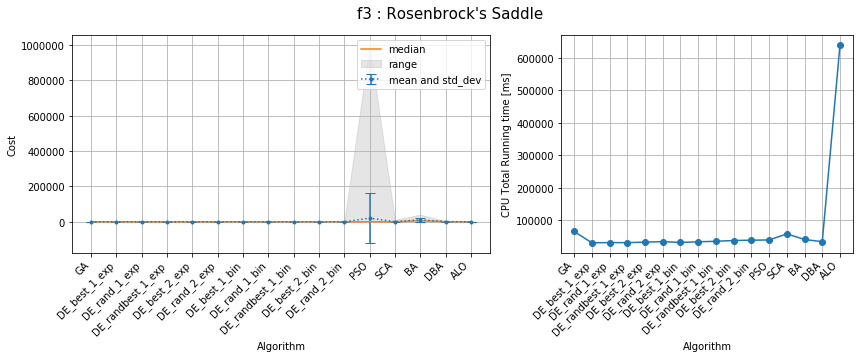 f3 : Rosenbrock's Saddle
Cost
1000000
800000
600000
400000
200000
0
median
range
mean and std_dev
GA
DE_best_1_exp
DE_rand_1_exp
DE_randbest_1_exp
DE_best_2_exp
DE_rand_2_exp
DE_best_1_bin
DE_rand_1_bin
DE_randbest_1_bin
DE_best_2_bin
DE_rand_2_bin
PSO
SCA
BA
DBA
ALO
Algorithm
CPU Total Running time [ms]
600000
500000
400000
300000
200000
100000
GA
DE_best_1_exp
DE_rand_1_exp
DE_randbest_1_exp
DE_best_2_exp
DE_rand_2_exp
DE_best_1_bin
DE_rand_1_bin
DE_randbest_1_bin
DE_best_2_bin
DE_rand_2_bin
PSO
SCA
BA
DBA
ALO
Algorithm